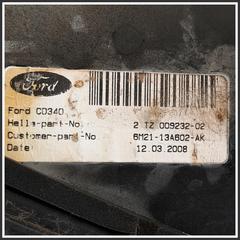 Ford
Ford CD340
Hella-part-No.: 2 TZ 009232-02
Customer-part-No 6M21-13A602-AK
Date: 12.03.2008